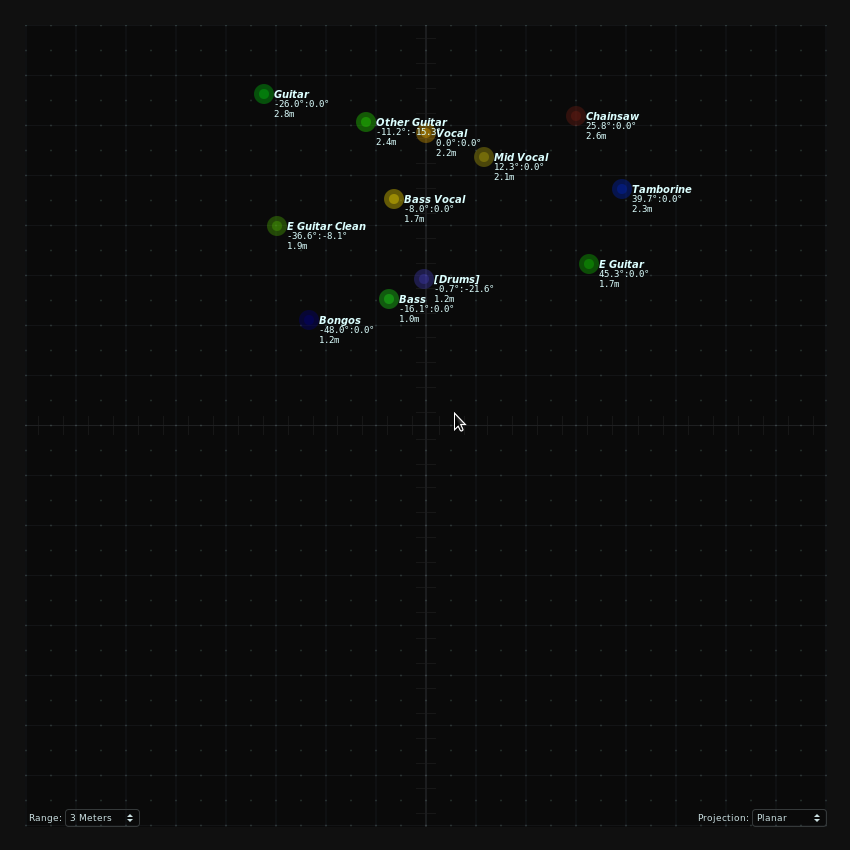 Guitar
-26.0°:0.0°
2.8m
Other Guitar
-11.2°:-15.3°
2.4m
Vocal
0.0°:0.0°
2.2m
Chainsaw
25.8°:0.0°
2.6m
Mid Vocal
12.3°:0.0°
2.1m
Tamborine
39.7°:0.0°
2.3m
Bass Vocal
-8.0°:0.0°
1.7m
E Guitar Clean
-36.6°:-8.1°
1.9m
E Guitar
45.3°:0.0°
1.7m
[Drums]
-0.7°:-21.6°
1.2m
Bass
-16.1°:0.0°
1.0m
Bongos
-48.0°:0.0°
1.2m
Range: 3 Meters
Projection: Planar